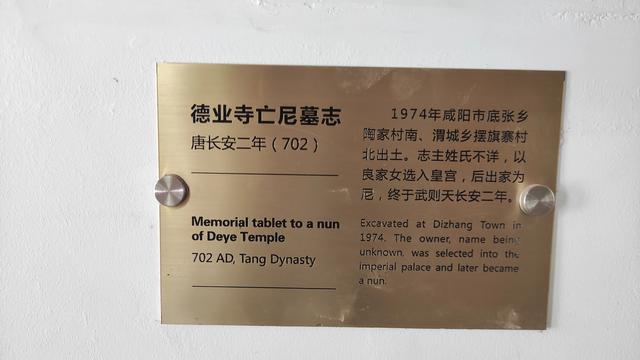 德业寺亡尼墓志
唐长安二年（702）
Memorial tablet to a nun
of Deye Temple
702 AD, Tang Dynasty
1974年咸阳市底张乡
陶家村南、渭城乡摆旗寨村
北出土。志主姓氏不详，以
良家女选入皇宫，后出家为
尼，终于武则天长安二年。
Excavated at Dizhang Town in
1974. The owner, name being
unknown, was selected into the
imperial palace and later became
a nun.